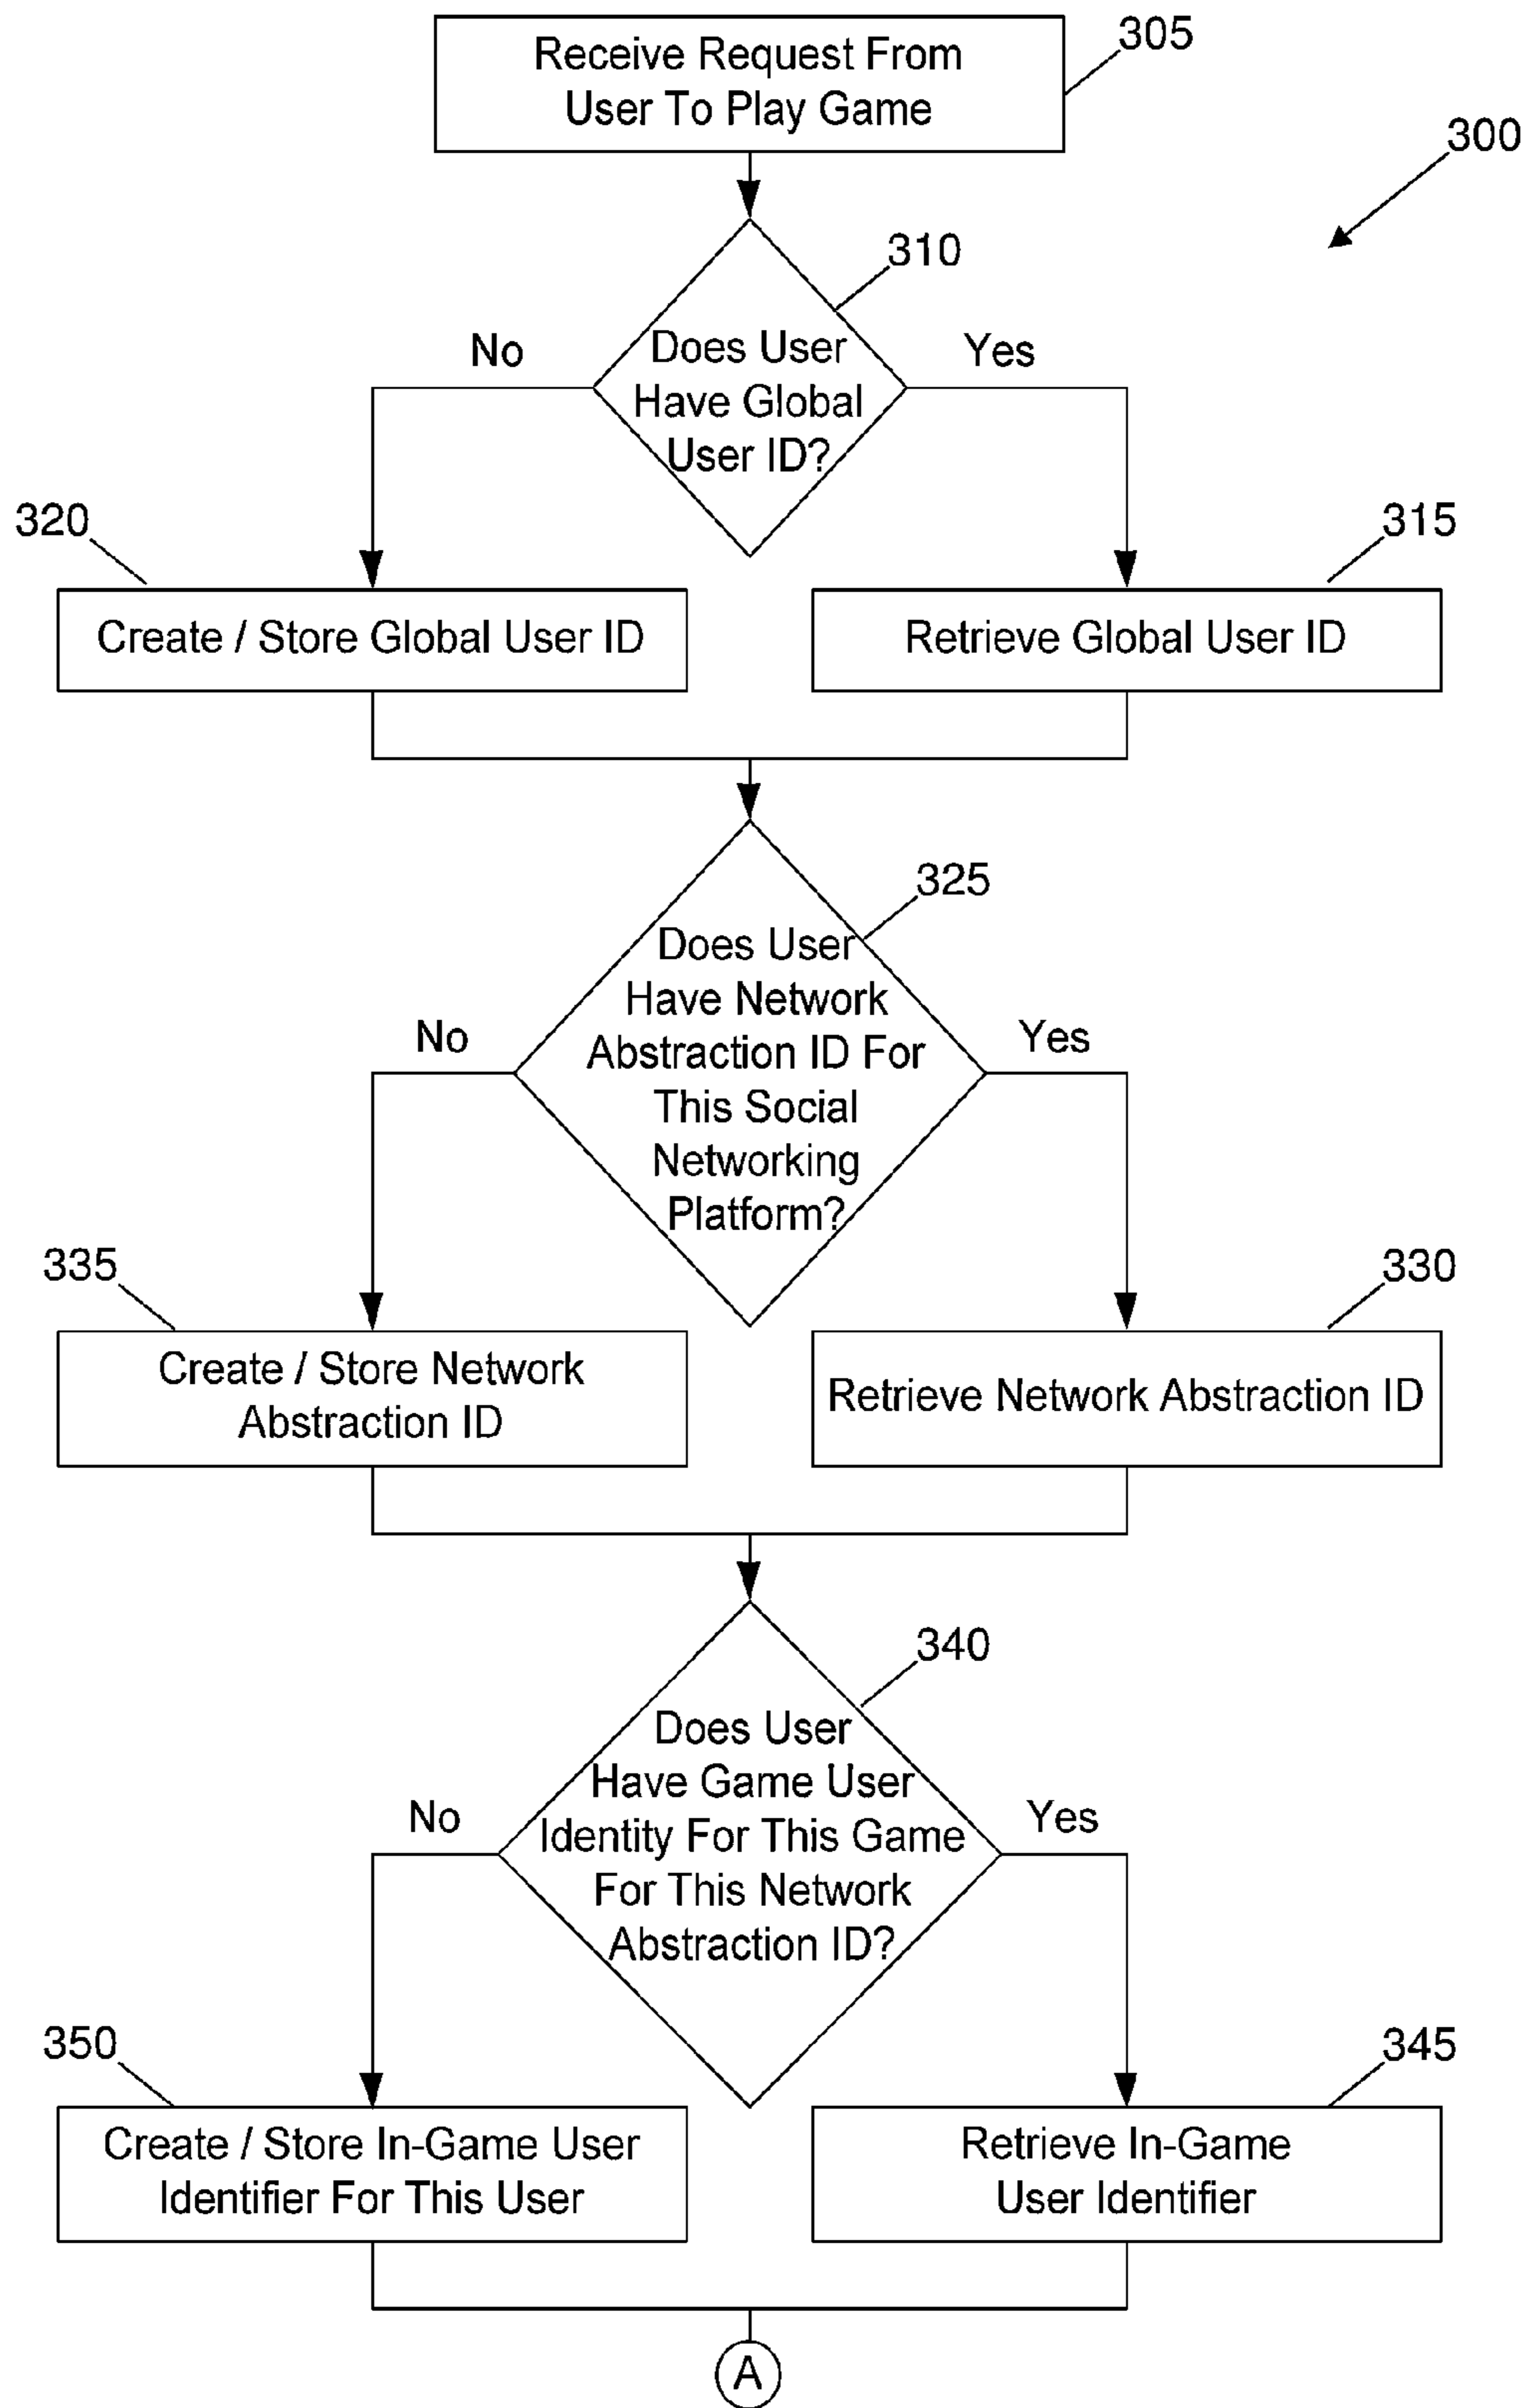 Receive Request From
User To Play Game
305
300
310
No
Does User
Have Global
User ID?
Yes
320
315
Create / Store Global User ID
Retrieve Global User ID
325
Does User
Have Network
Abstraction ID For
This Social
Networking
Platform?
No
Yes
335
330
Create / Store Network
Abstraction ID
Retrieve Network Abstraction ID
340
Does User
Have Game User
Identity For This Game
For This Network
Abstraction ID?
No
Yes
350
345
Create / Store In-Game User
Identifier For This User
Retrieve In-Game
User Identifier
A